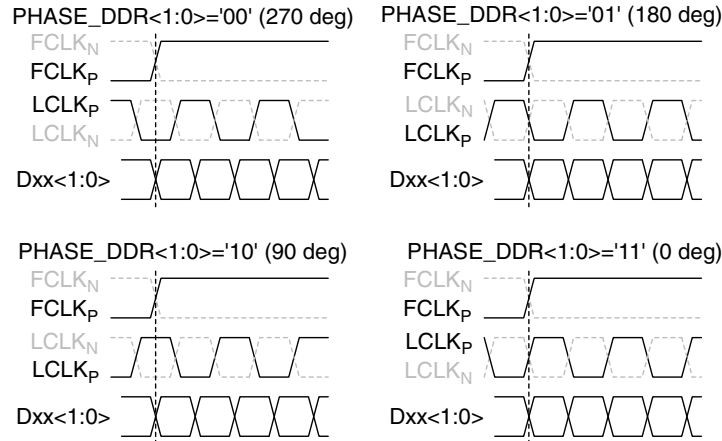 PHASE_DDR<1:0>='00' (270 deg)
FCLKN
FCLKP
LCLKP
LCLKN
Dxx<1:0>
PHASE_DDR<1:0>='01' (180 deg)
FCLKN
FCLKP
LCLKN
LCLKP
Dxx<1:0>
PHASE_DDR<1:0>='10' (90 deg)
FCLKN
FCLKP
LCLKN
LCLKP
Dxx<1:0>
PHASE_DDR<1:0>='11' (0 deg)
FCLKN
FCLKP
LCLKP
LCLKN
Dxx<1:0>